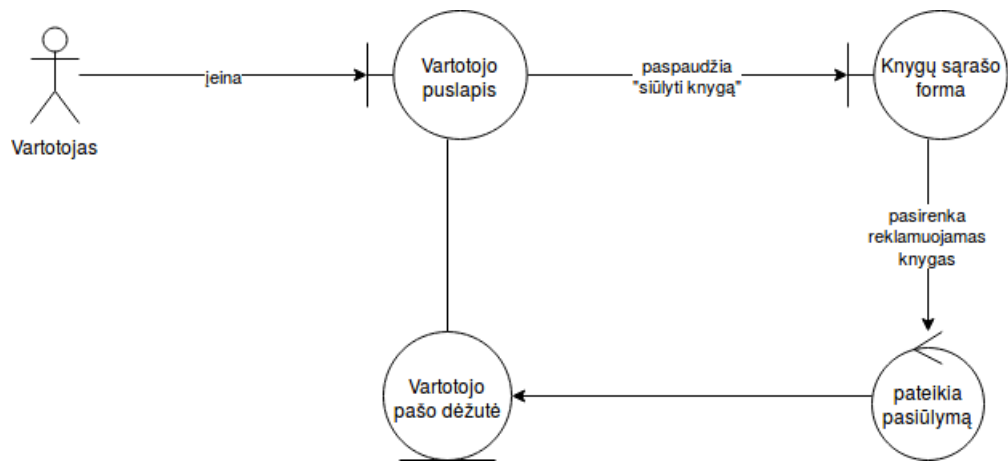 Vartotojas
įeina
Vartotojo
puslapis
paspaudžia
"siūlyti knygą"
Knygų sąrašo
forma
pasirenka
reklamuojamas
knygas
pateikia
pasiūlymą
Vartotojo
pašo dėžutė